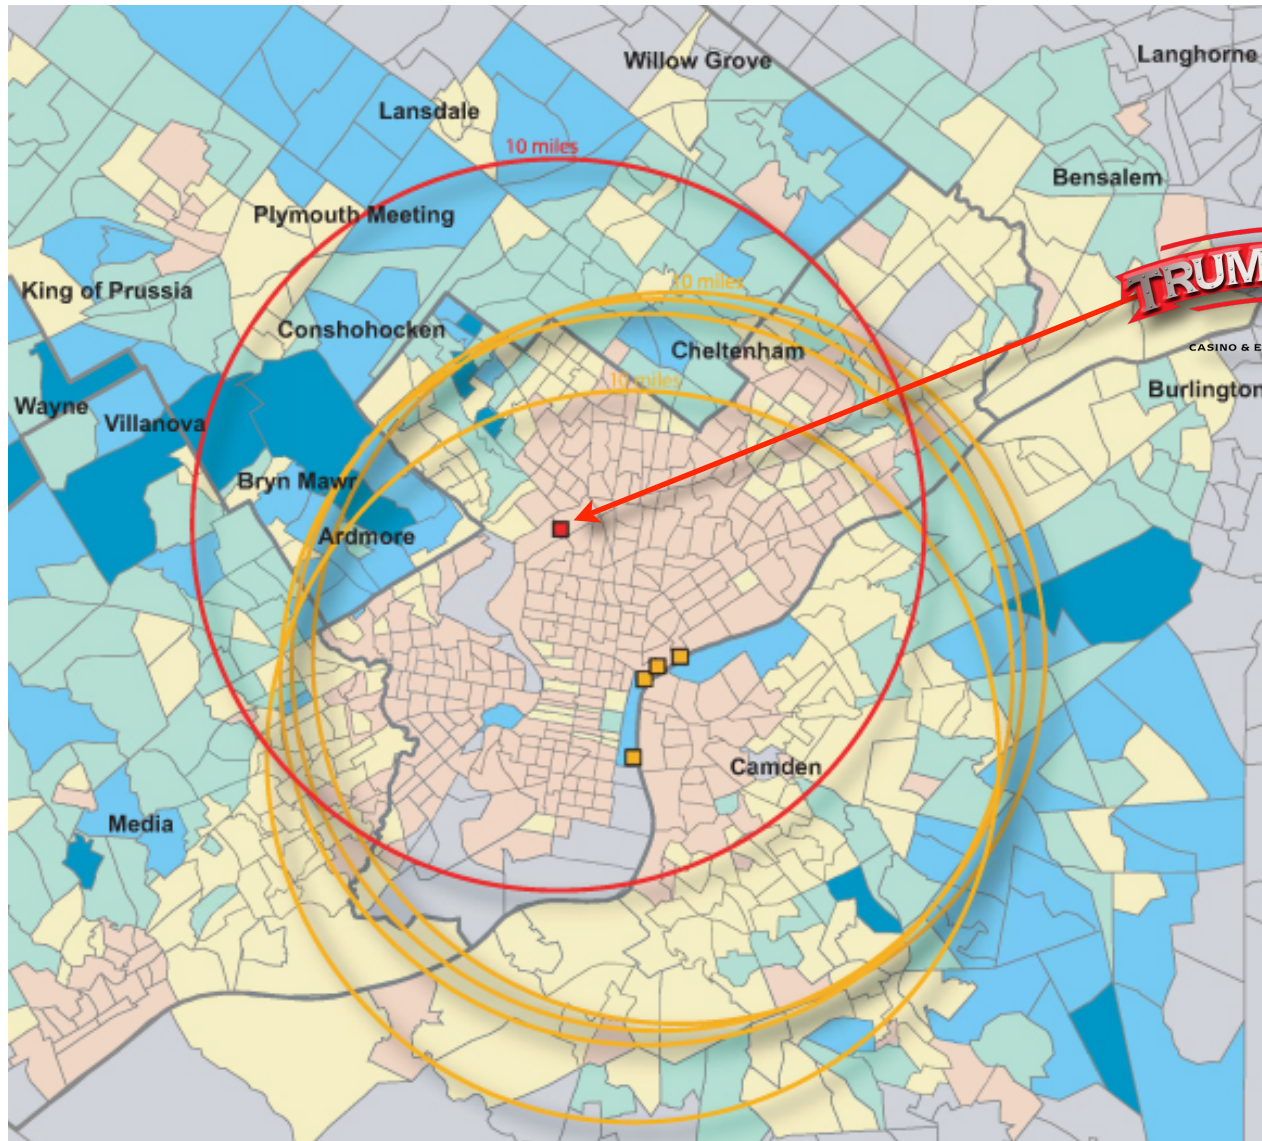 Willow Grove
Langhorne
Lansdale
10 miles
Bensalem
Plymouth Meeting
TRUM
King of Prussia
10 miles
Conshohocken
CASINO & E
Cheltenham
10 miles
Burlington
Wayne
Villanova
Bryn Mawr
Ardmore
Camden
Media